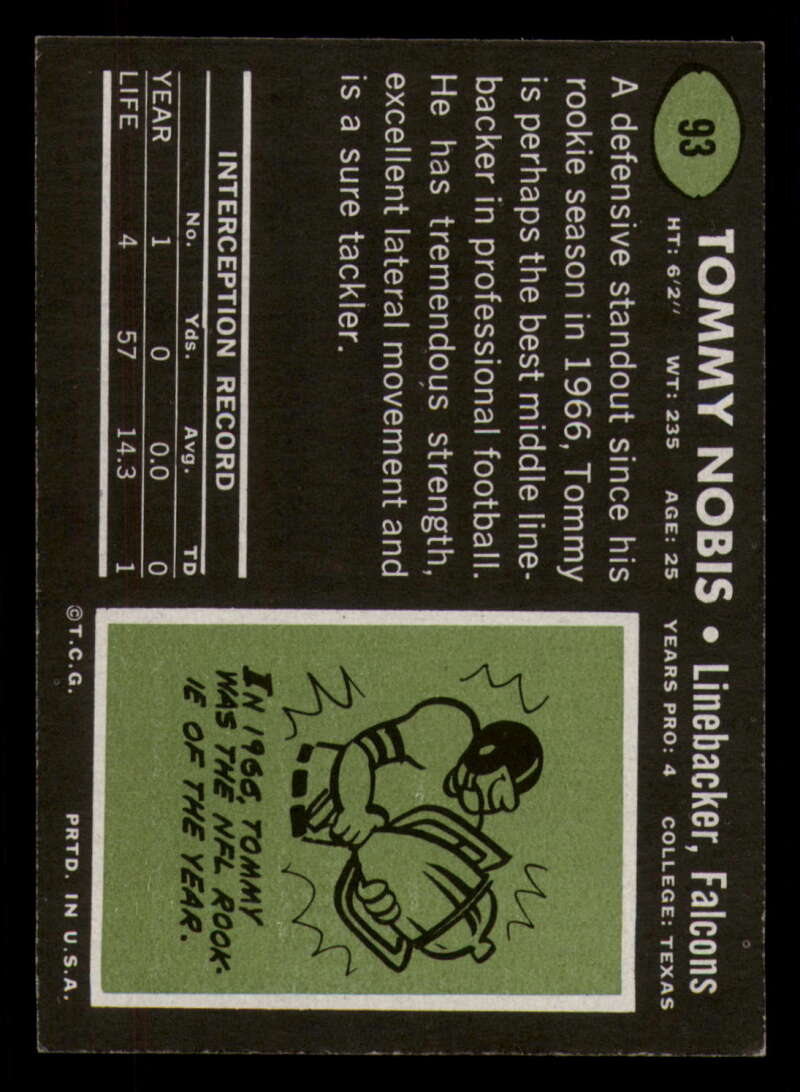 93
TOMMY NOBIS • Linebacker, Falcons
HT: 6'2" WT: 235 AGE: 25 YEARS PRO: 4 COLLEGE: TEXAS
A defensive standout since his
rookie season in 1966, Tommy
is perhaps the best middle line-
backer in professional football.
He has tremendous strength,
excellent lateral movement and
is a sure tackler.
INTERCEPTION RECORD
No. Yds. Avg. TD
YEAR 1 0 0.0 0
LIFE 4 57 14.3 1
IN 1966, TOMMY
WAS THE NFL ROOK-
IE OF THE YEAR.
©T.C.G. PRTD. IN U.S.A.